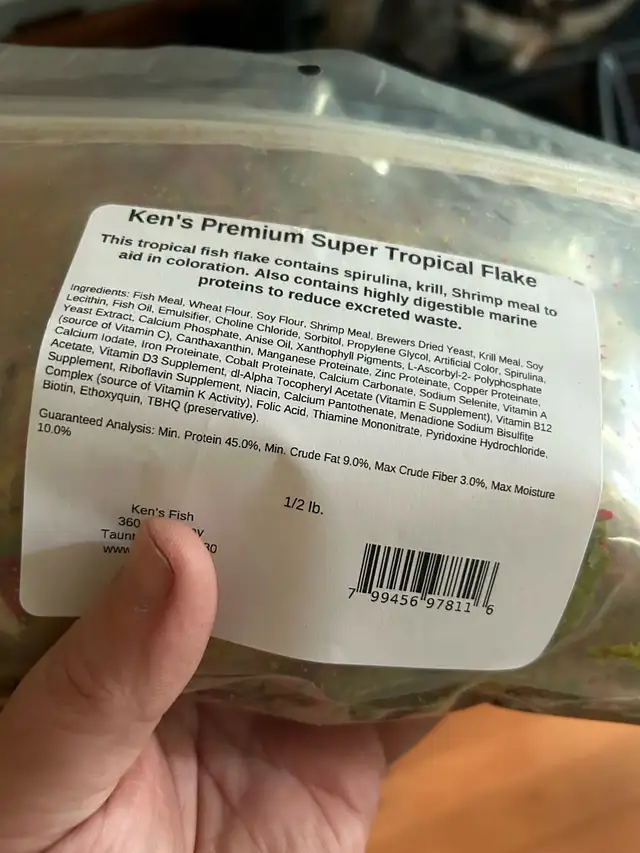 Ken's Premium Super Tropical Flake
This tropical fish flake contains spirulina, krill, Shrimp meal to
aid in coloration. Also contains highly digestible marine
proteins to reduce excreted waste.
Ingredients: Fish Meal, Wheat Flour, Soy Flour, Shrimp Meal, Brewers Dried Yeast, Krill Meal, Soy
Lecithin, Fish Oil, Emulsifier, Choline Chloride, Sorbitol, Propylene Glycol, Artificial Color, Spirulina,
Yeast Extract, Calcium Phosphate, Anise Oil, Xanthophyll Pigments, L-Ascorbyl-2- Polyphosphate
(source of Vitamin C), Canthaxanthin, Manganese Proteinate, Zinc Proteinate, Copper Proteinate,
Calcium Iodate, Iron Proteinate, Cobalt Proteinate, Calcium Carbonate, Sodium Selenite, Vitamin A
Acetate, Vitamin D3 Supplement, dl-Alpha Tocopheryl Acetate (Vitamin E Supplement), Vitamin B12
Supplement, Riboflavin Supplement, Niacin, Calcium Pantothenate, Menadione Sodium Bisulfite
Complex (source of Vitamin K Activity), Folic Acid, Thiamine Mononitrate, Pyridoxine Hydrochloride,
Biotin, Ethoxyquin, TBHQ (preservative).
Guaranteed Analysis: Min. Protein 45.0%, Min. Crude Fat 9.0%, Max Crude Fiber 3.0%, Max Moisture
10.0%
1/2 lb.
Ken's Fish
360
7 99456 97811 6